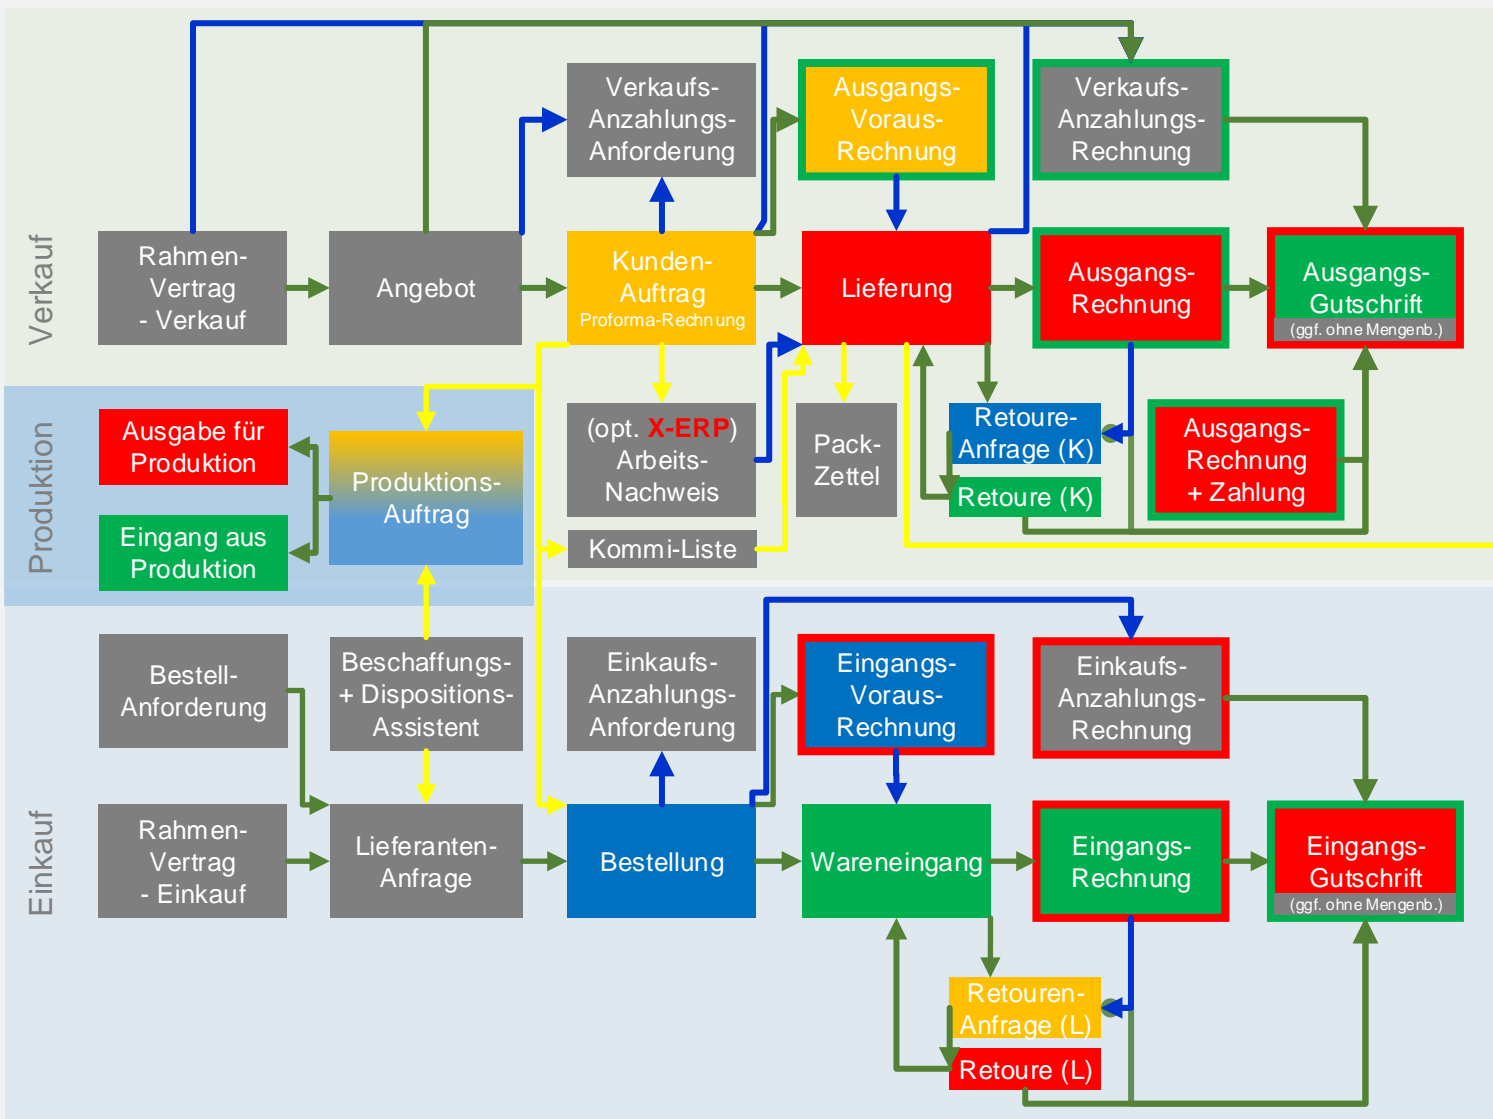 Verkauf
Verkaufs-
Anzahlungs-
Anforderung
Ausgangs-
Voraus-
Rechnung
Verkaufs-
Anzahlungs-
Rechnung
Rahmen-
Vertrag
- Verkauf
Angebot
Kunden-
Auftrag
Proforma-Rechnung
Lieferung
Ausgangs-
Rechnung
Ausgangs-
Gutschrift
(ggf. ohne Mengenb.)
Produktion
Ausgabe für
Produktion
Eingang aus
Produktion
Produktions-
Auftrag
(opt. X-ERP)
Arbeits-
Nachweis
Kommi-Liste
Pack-
Zettel
Retoure-
Anfrage (K)
Retoure (K)
Ausgangs-
Rechnung
+ Zahlung
Einkauf
Bestell-
Anforderung
Beschaffungs-
+ Dispositions-
Assistent
Einkaufs-
Anzahlungs-
Anforderung
Eingangs-
Voraus-
Rechnung
Einkaufs-
Anzahlungs-
Rechnung
Rahmen-
Vertrag
- Einkauf
Lieferanten-
Anfrage
Bestellung
Wareneingang
Eingangs-
Rechnung
Eingangs-
Gutschrift
(ggf. ohne Mengenb.)
Retouren-
Anfrage (L)
Retoure (L)